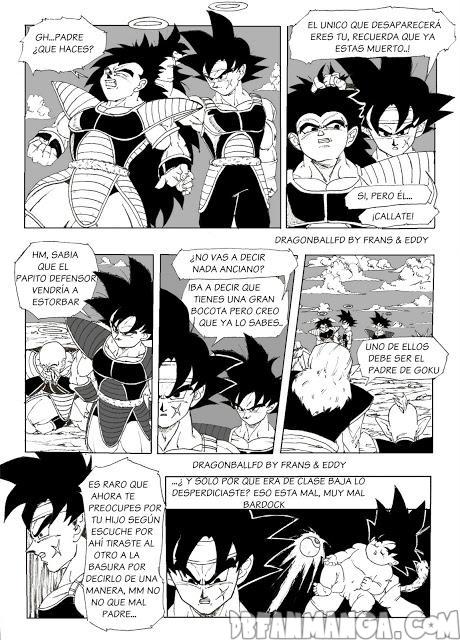 GH...PADRE
¿QUE HACES?
EL UNICO QUE DESAPARECERÁ
ERES TU, RECUERDA QUE YA
ESTAS MUERTO..!
SI, PERO ÉL...
¡CALLATE!
DRAGONBALLFD BY FRANS & EDDY
HM, SABIA
QUE EL
PAPITO DEFENSOR
VENDRÍA A
ESTORBAR
¿NO VAS A DECIR
NADA ANCIANO?
IBA A DECIR QUE
TIENES UNA GRAN
BOCOTA PERO CREO
QUE YA LO SABES..
UNO DE ELLOS
DEBE SER EL
PADRE DE GOKU
DRAGONBALLFD BY FRANS & EDDY
ES RARO QUE
AHORA TE
PREOCUPES POR
TU HIJO SEGÚN
ESCUCHE POR
AHÍ TIRASTE AL
OTRO A LA
BASURA POR
DECIRLO DE UNA
MANERA, MM NO
NO QUE MAL
PADRE...
...¿ Y SOLO POR QUE ERA DE CLASE BAJA LO
DESPERDICIASTE? ESO ESTA MAL, MUY MAL
BARDOCK
DBFANMANGA.COM